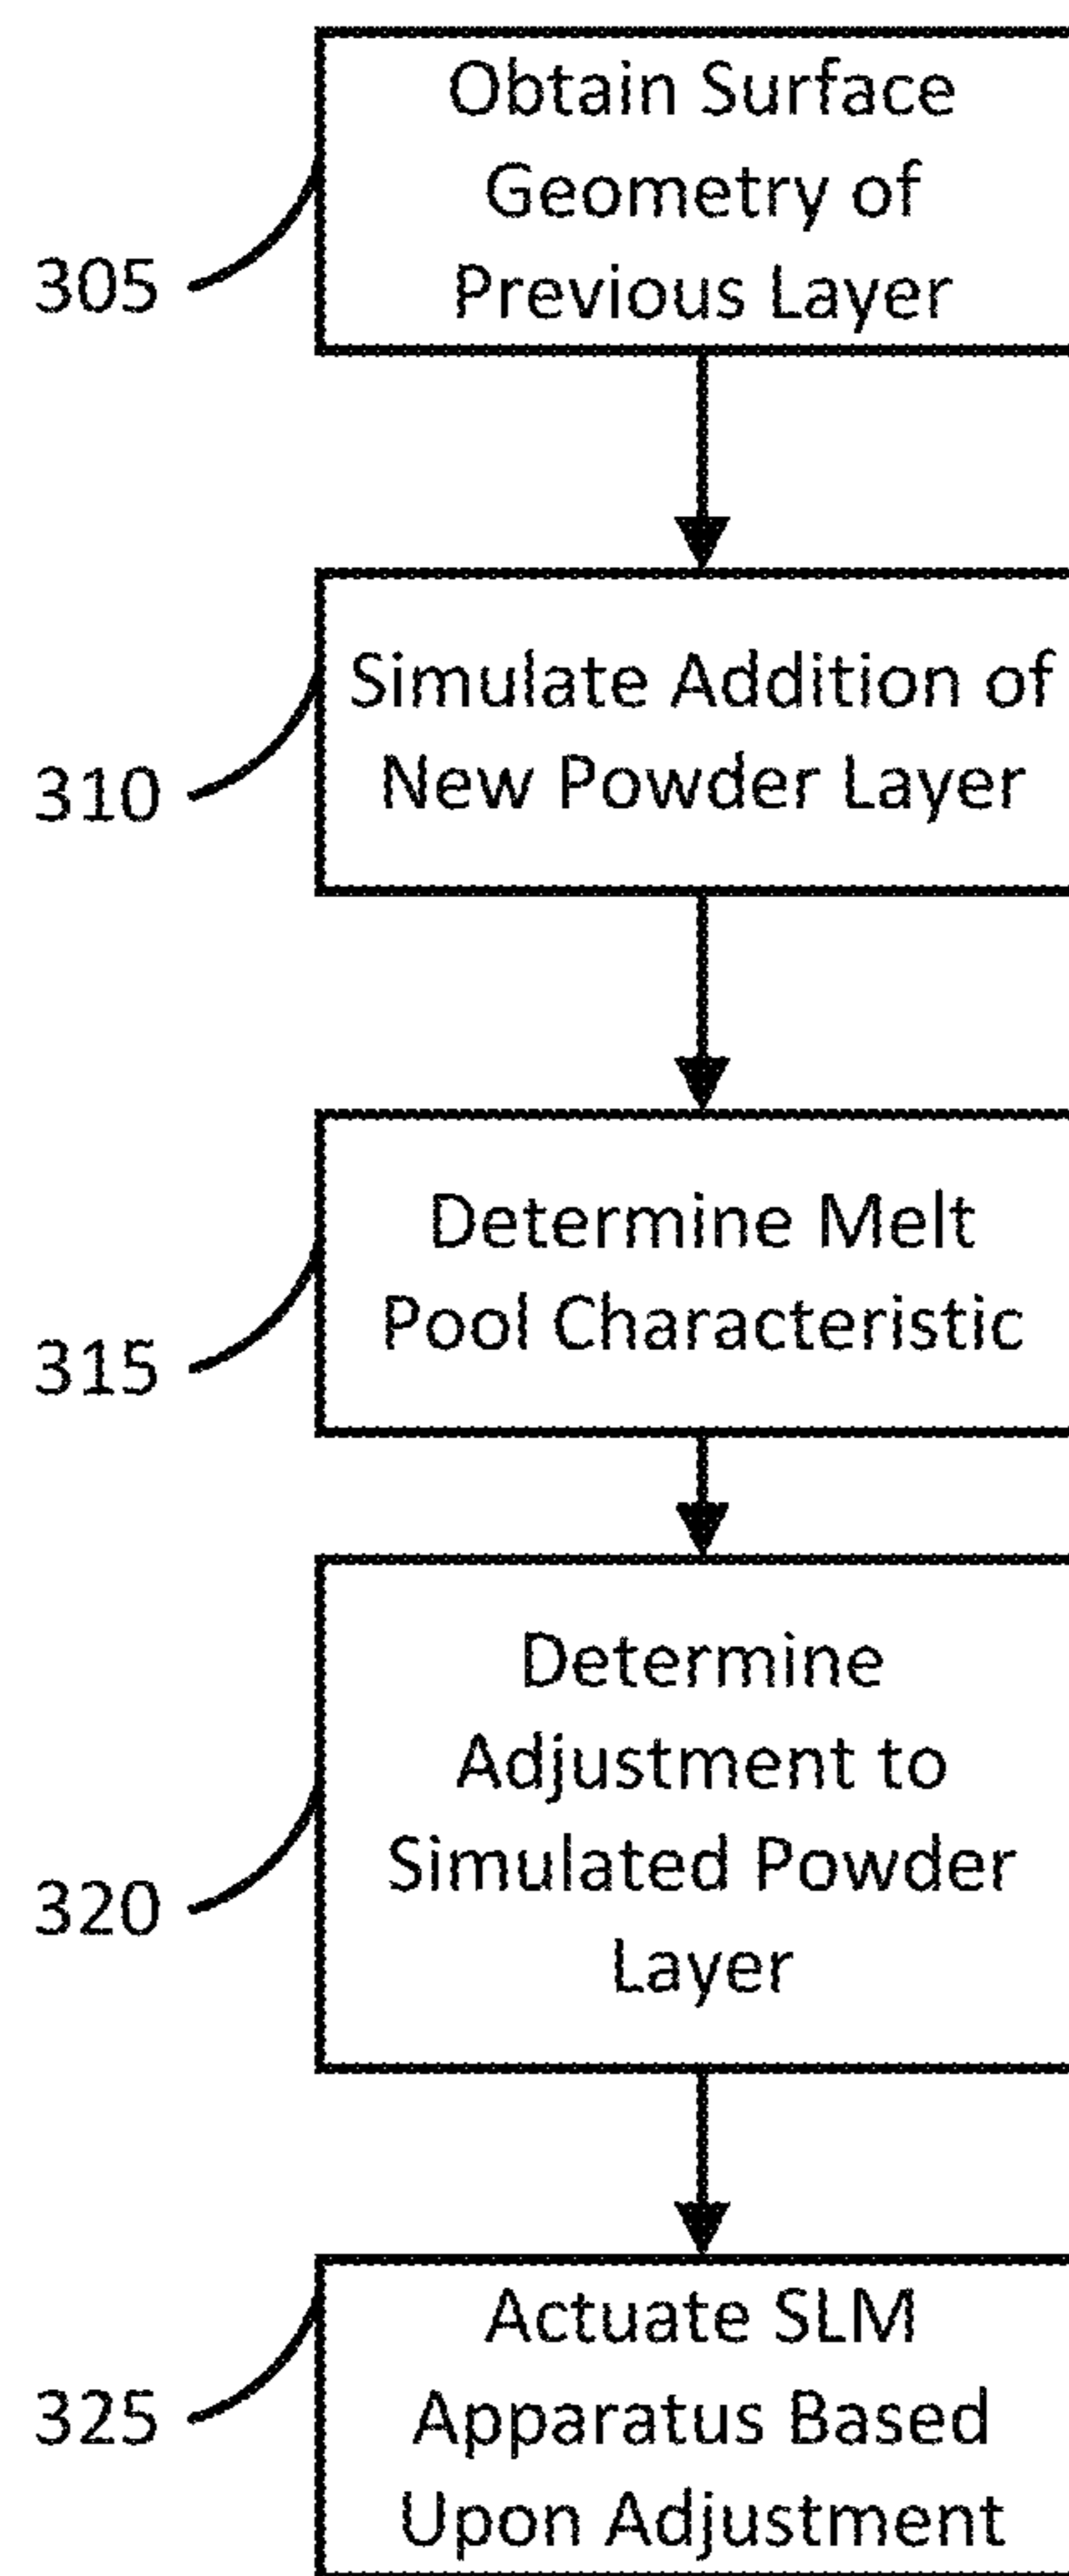 Obtain Surface
Geometry of
Previous Layer
305
Simulate Addition of
New Powder Layer
310
Determine Melt
Pool Characteristic
315
Determine
Adjustment to
Simulated Powder
Layer
320
Actuate SLM
Apparatus Based
Upon Adjustment
325